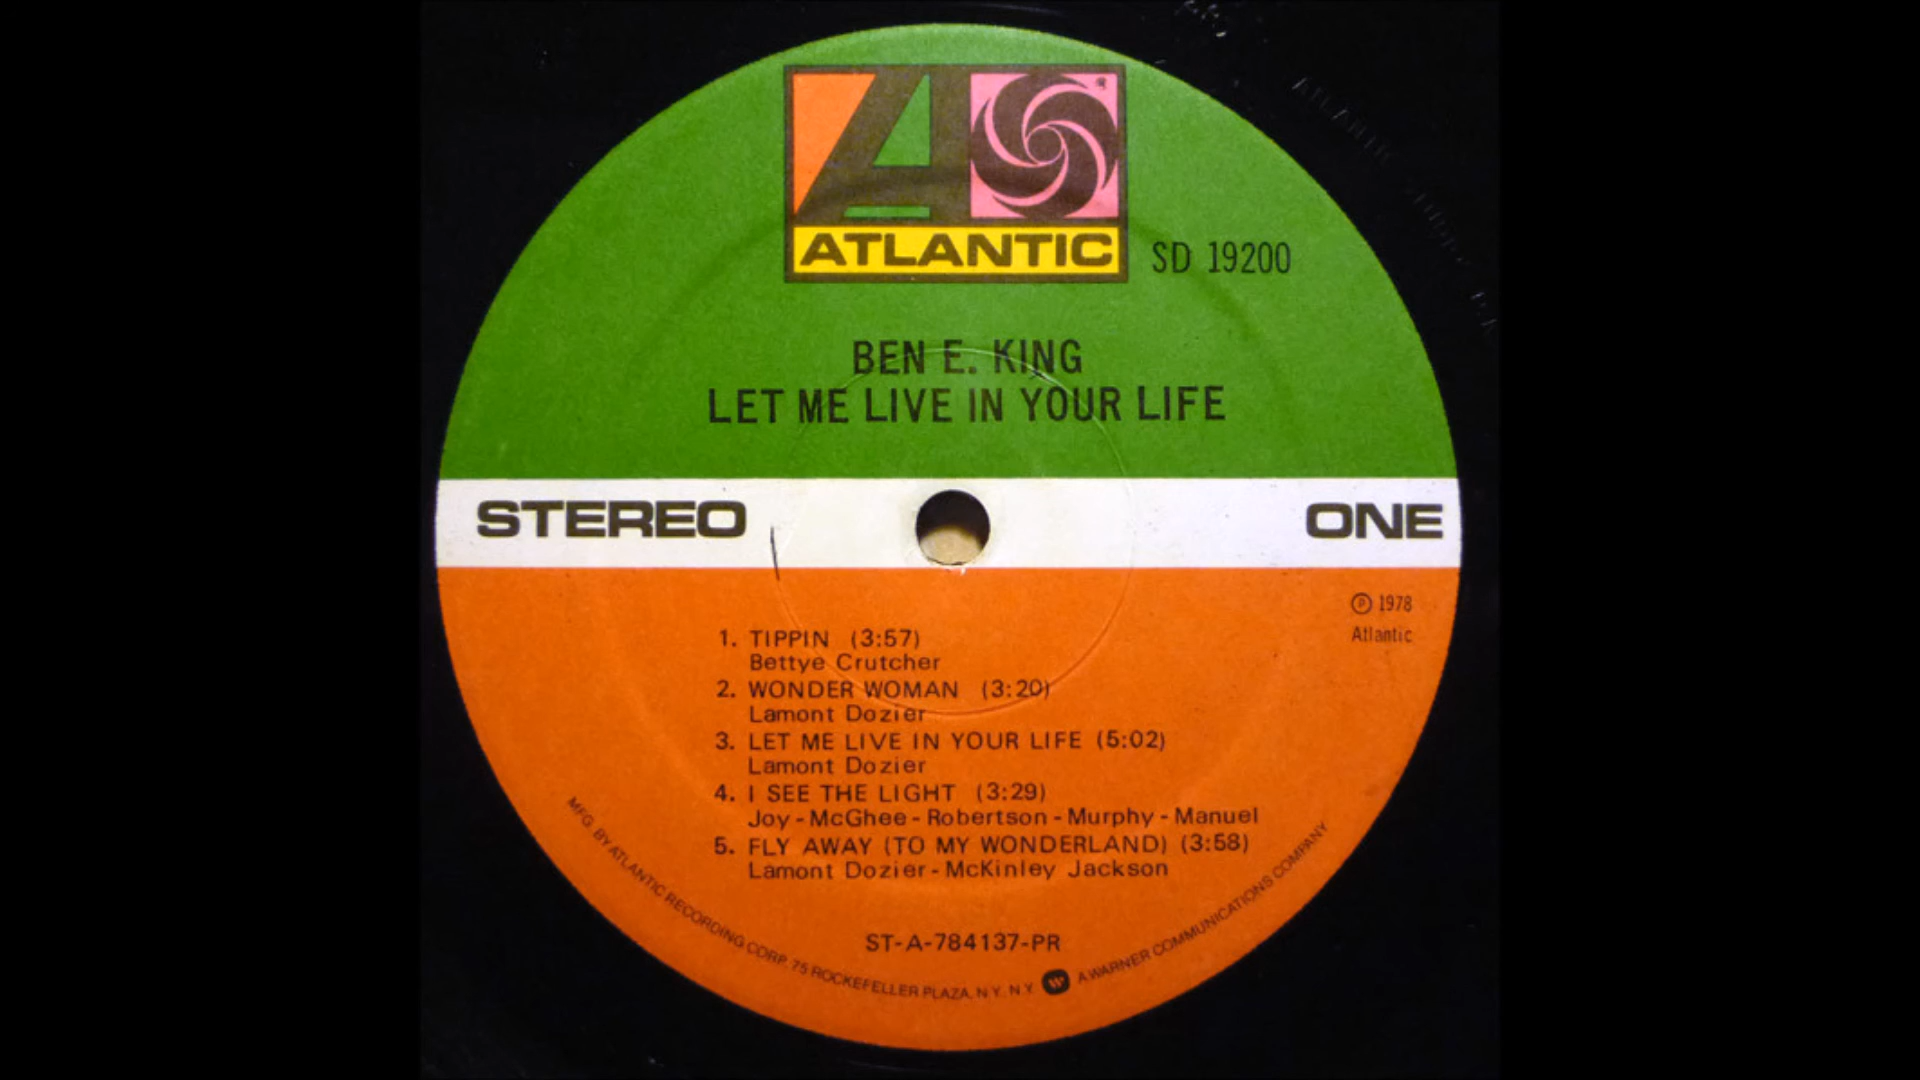 ATLANTIC
SD 19200
BEN E. KING
LET ME LIVE IN YOUR LIFE
STEREO
ONE
Ⓟ 1978
Atlantic
1. TIPPIN (3:57)
Bettye Crutcher
2. WONDER WOMAN (3:20)
Lamont Dozier
3. LET ME LIVE IN YOUR LIFE (5:02)
Lamont Dozier
4. I SEE THE LIGHT (3:29)
Joy - McGhee - Robertson - Murphy - Manuel
5. FLY AWAY (TO MY WONDERLAND) (3:58)
Lamont Dozier - McKinley Jackson
ST-A-784137-PR
MFG. BY ATLANTIC RECORDING CORP. 75 ROCKEFELLER PLAZA, N.Y. N.Y. A WARNER COMMUNICATIONS COMPANY